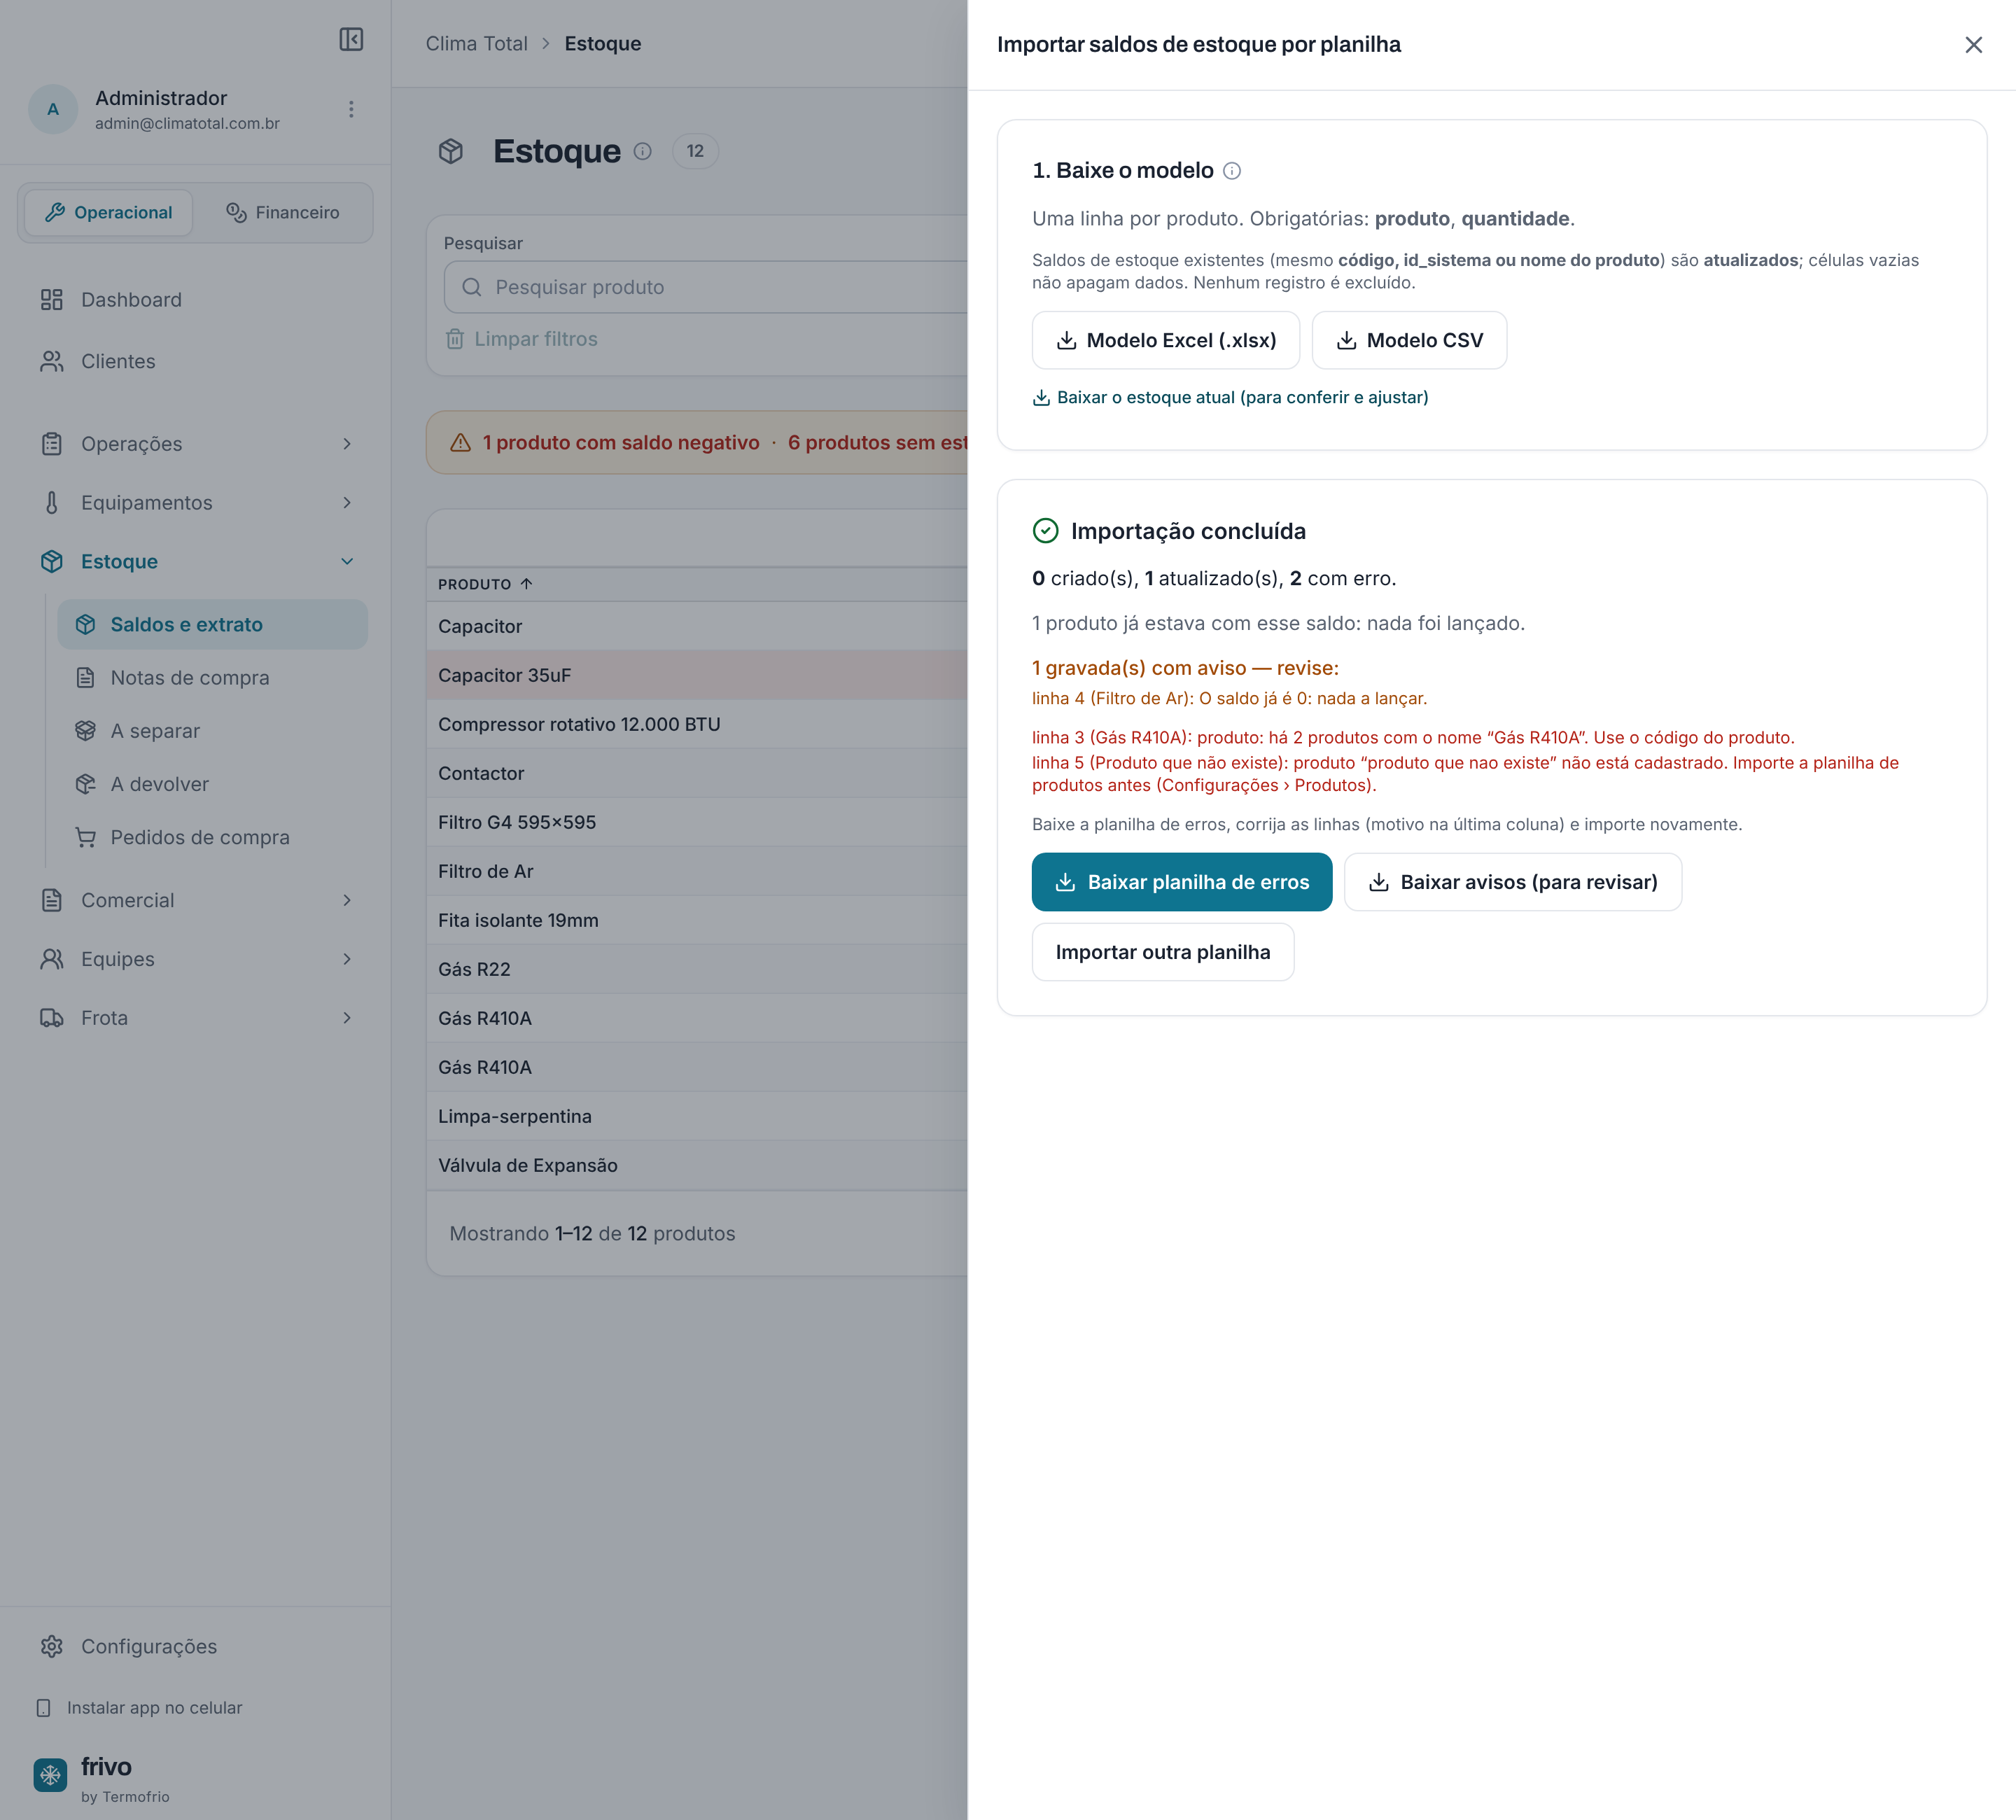 A
Administrador
admin@climatotal.com.br
Operacional
Financeiro
Dashboard
Clientes
Operações
Equipamentos
Estoque
Saldos e extrato
Notas de compra
A separar
A devolver
Pedidos de compra
Comercial
Equipes
Frota
Configurações
Instalar app no celular
frivo
by Termofrio
Clima Total > Estoque
Estoque 12
Pesquisar
Pesquisar produto
Limpar filtros
1 produto com saldo negativo · 6 produtos sem est
PRODUTO
Capacitor
Capacitor 35uF
Compressor rotativo 12.000 BTU
Contactor
Filtro G4 595×595
Filtro de Ar
Fita isolante 19mm
Gás R22
Gás R410A
Gás R410A
Limpa-serpentina
Válvula de Expansão
Mostrando 1–12 de 12 produtos
Importar saldos de estoque por planilha
1. Baixe o modelo
Uma linha por produto. Obrigatórias: produto, quantidade.
Saldos de estoque existentes (mesmo código, id_sistema ou nome do produto) são atualizados; células vazias
não apagam dados. Nenhum registro é excluído.
Modelo Excel (.xlsx)
Modelo CSV
Baixar o estoque atual (para conferir e ajustar)
Importação concluída
0 criado(s), 1 atualizado(s), 2 com erro.
1 produto já estava com esse saldo: nada foi lançado.
1 gravada(s) com aviso — revise:
linha 4 (Filtro de Ar): O saldo já é 0: nada a lançar.
linha 3 (Gás R410A): produto: há 2 produtos com o nome “Gás R410A”. Use o código do produto.
linha 5 (Produto que não existe): produto “produto que nao existe” não está cadastrado. Importe a planilha de
produtos antes (Configurações › Produtos).
Baixe a planilha de erros, corrija as linhas (motivo na última coluna) e importe novamente.
Baixar planilha de erros
Baixar avisos (para revisar)
Importar outra planilha